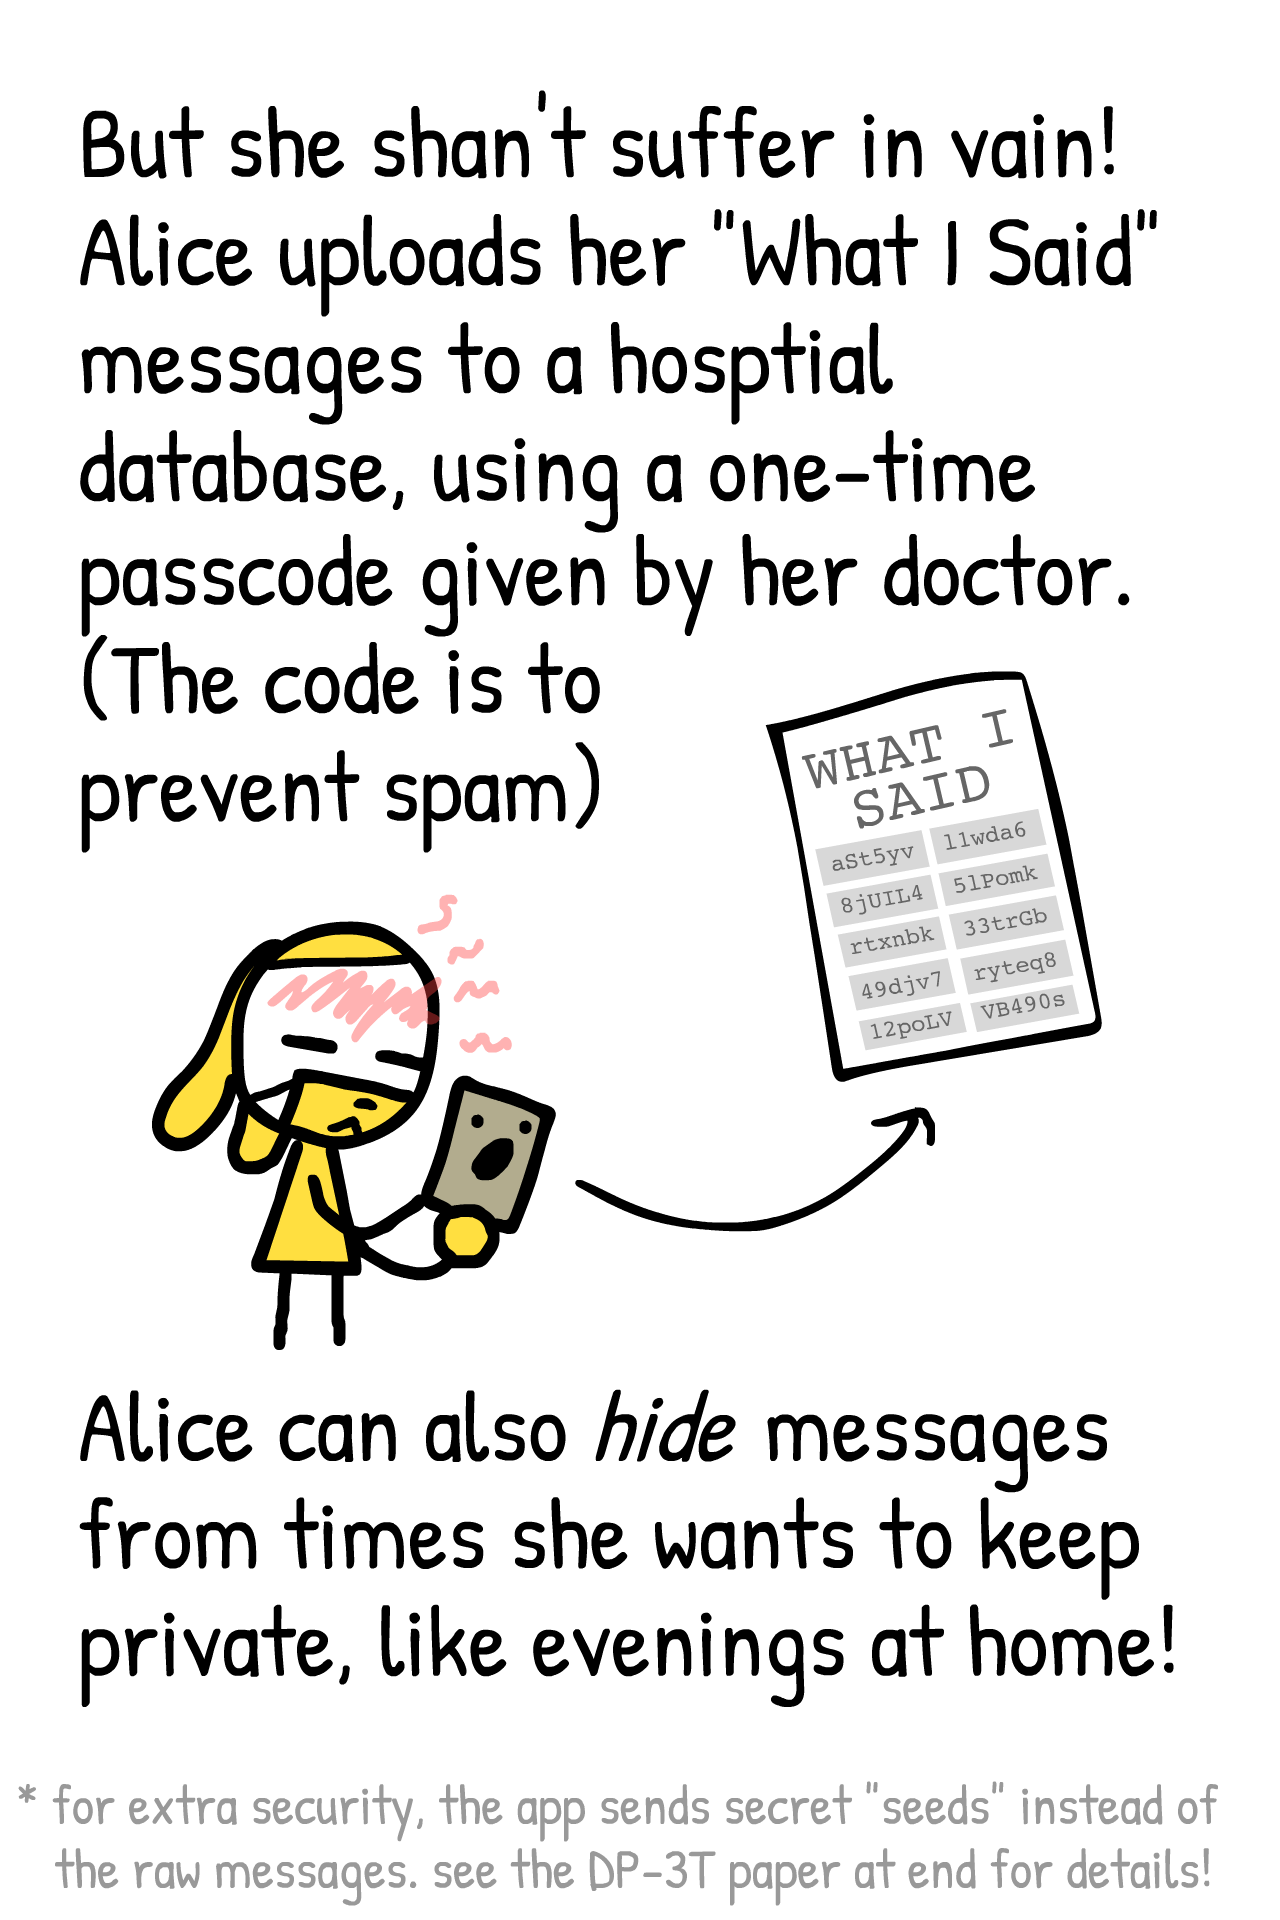 But she shan't suffer in vain!
Alice uploads her "What I Said"
messages to a hosptial
database, using a one-time
passcode given by her doctor.
(The code is to
prevent spam)
WHAT I
SAID
aSt5yv llwda6
8jUIL4 5lPomk
rtxnbk 33trGb
49djv7 ryteq8
12poLV VB490s
Alice can also hide messages
from times she wants to keep
private, like evenings at home!
* for extra security, the app sends secret "seeds" instead of
the raw messages. see the DP-3T paper at end for details!